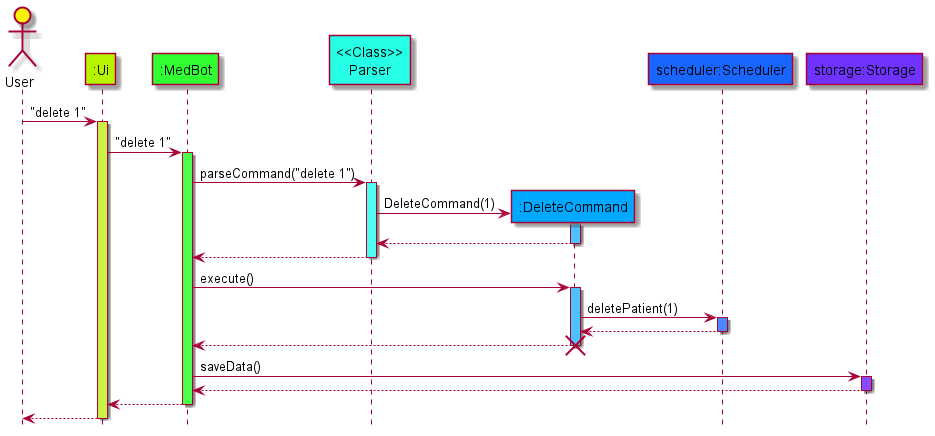 User
:Ui
:MedBot
<<Class>>
Parser
scheduler:Scheduler
storage:Storage
"delete 1"
"delete 1"
parseCommand("delete 1")
DeleteCommand(1)
:DeleteCommand
execute()
deletePatient(1)
saveData()